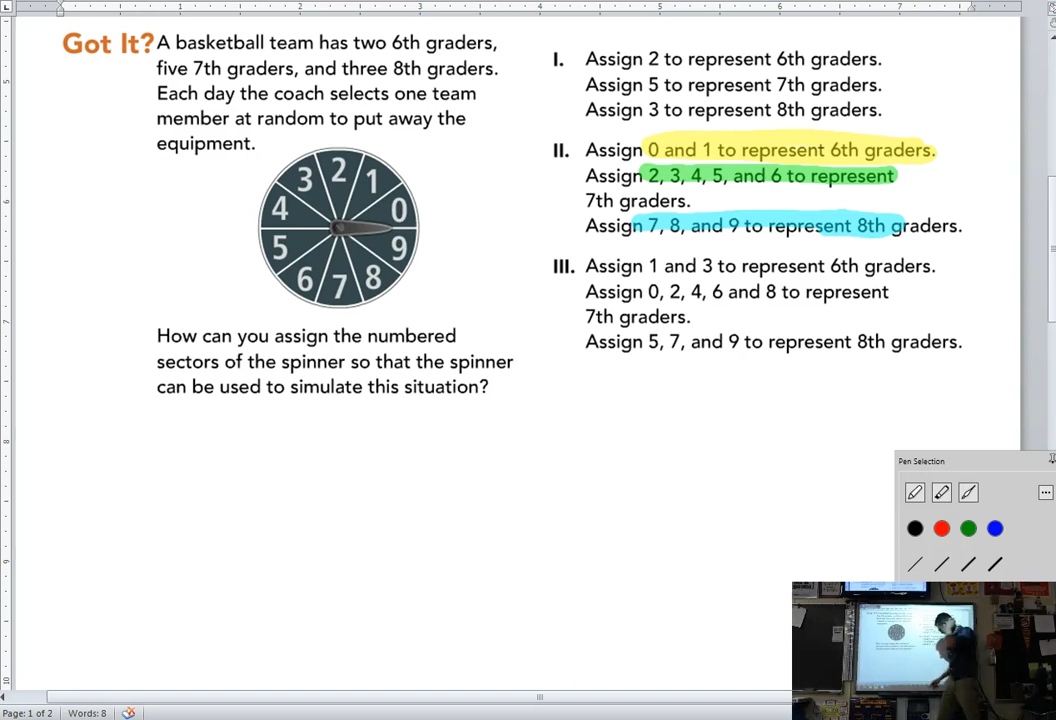 1 2 3 5 6 7
Got It? A basketball team has two 6th graders,
five 7th graders, and three 8th graders.
Each day the coach selects one team
member at random to put away the
equipment.
3 2 1
4 0
5 9
6 7 8
How can you assign the numbered
sectors of the spinner so that the spinner
can be used to simulate this situation?
I. Assign 2 to represent 6th graders.
Assign 5 to represent 7th graders.
Assign 3 to represent 8th graders.
II. Assign 0 and 1 to represent 6th graders.
Assign 2, 3, 4, 5, and 6 to represent
7th graders.
Assign 7, 8, and 9 to represent 8th graders.
III. Assign 1 and 3 to represent 6th graders.
Assign 0, 2, 4, 6 and 8 to represent
7th graders.
Assign 5, 7, and 9 to represent 8th graders.
Pen Selection
Page: 1 of 2 Words: 8